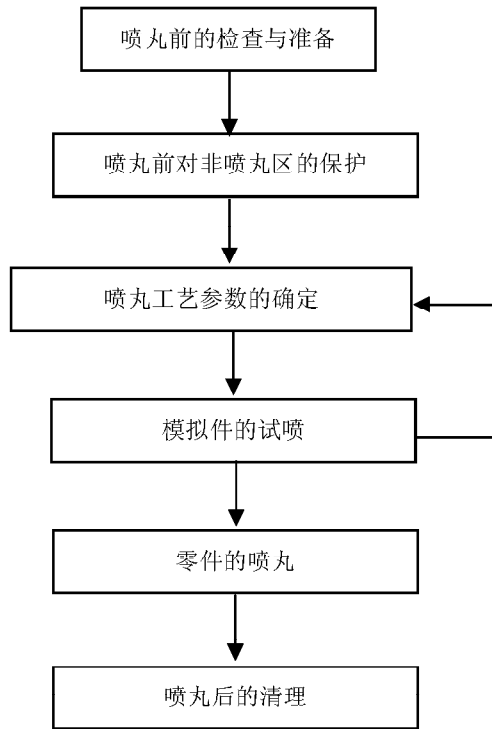 喷丸前的检查与准备
喷丸前对非喷丸区的保护
喷丸工艺参数的确定
模拟件的试喷
零件的喷丸
喷丸后的清理